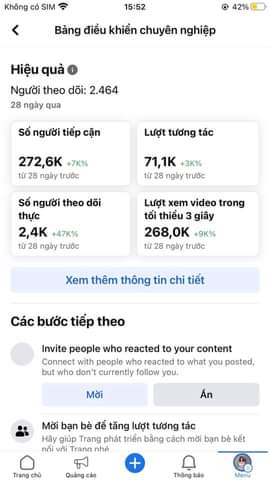 Không có SIM 15:52 42%
Bảng điều khiển chuyên nghiệp
Hiệu quả
Người theo dõi: 2.464
28 ngày qua
Số người tiếp cận
272,6K +7K%
từ 28 ngày trước
Lượt tương tác
71,1K +3K%
từ 28 ngày trước
Số người theo dõi
thực
2,4K +47K%
từ 28 ngày trước
Lượt xem video trong
tối thiểu 3 giây
268,0K +9K%
từ 28 ngày trước
Xem thêm thông tin chi tiết
Các bước tiếp theo
Invite people who reacted to your content
Connect with people who reacted to what you posted,
but who don't currently follow you.
Mời
Ẩn
Mời bạn bè để tăng lượt tương tác
Hãy giúp Trang phát triển bằng cách mời bạn bè kết
nối với Trang nhé
Trang chủ
Quảng cáo
Thông báo
Menu